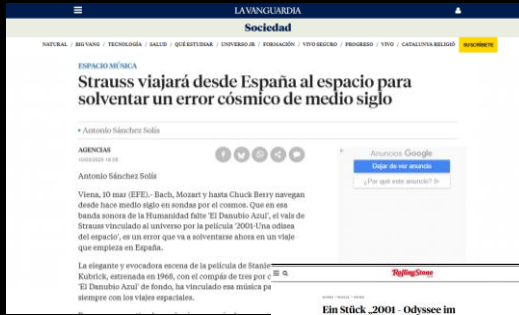 LAVANGUARDIA
Sociedad
NATURAL / BIG VANG / TECNOLOGÍA / SALUD / QUÉ ESTUDIAR / UNIVERSO JR / FORMACIÓN / VIVO SEGURO / PROGRESO / VIVO / CATALUNYA RELIGIÓ SUSCRÍBETE
ESPACIO MÚSICA
Strauss viajará desde España al espacio para
solventar un error cósmico de medio siglo
• Antonio Sánchez Solís
AGENCIAS
Anuncios Google
Dejar de ver anuncio
¿Por qué este anuncio?
Antonio Sánchez Solís
Viena, 10 mar (EFE).- Bach, Mozart y hasta Chuck Berry navegan
desde hace medio siglo en sondas por el cosmos. Que en esa
banda sonora de la Humanidad falte 'El Danubio Azul', el vals de
Strauss vinculado al universo por la película '2001-Una odisea
del espacio', es un error que va a solventarse ahora en un viaje
que empieza en España.
La elegante y evocadora escena de la película de Stanle
Kubrick, estrenada en 1968, con el compás de tres por c
'El Danubio Azul' de fondo, ha vinculado esa música pa
siempre con los viajes espaciales.
RollingStone
Ein Stück „2001 - Odyssee im